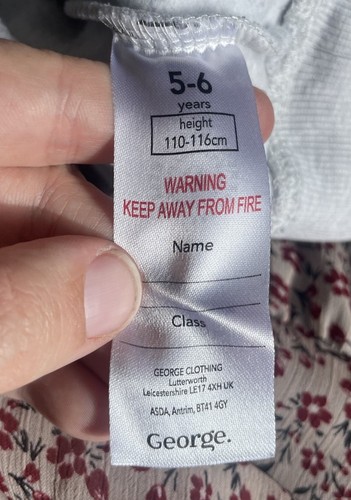 5-6
years
height
110-116cm
WARNING
KEEP AWAY FROM FIRE
Name
Class
GEORGE CLOTHING
Lutterworth
Leicestershire LE17 4XH UK
ASDA, Antrim, BT41 4GY
George.